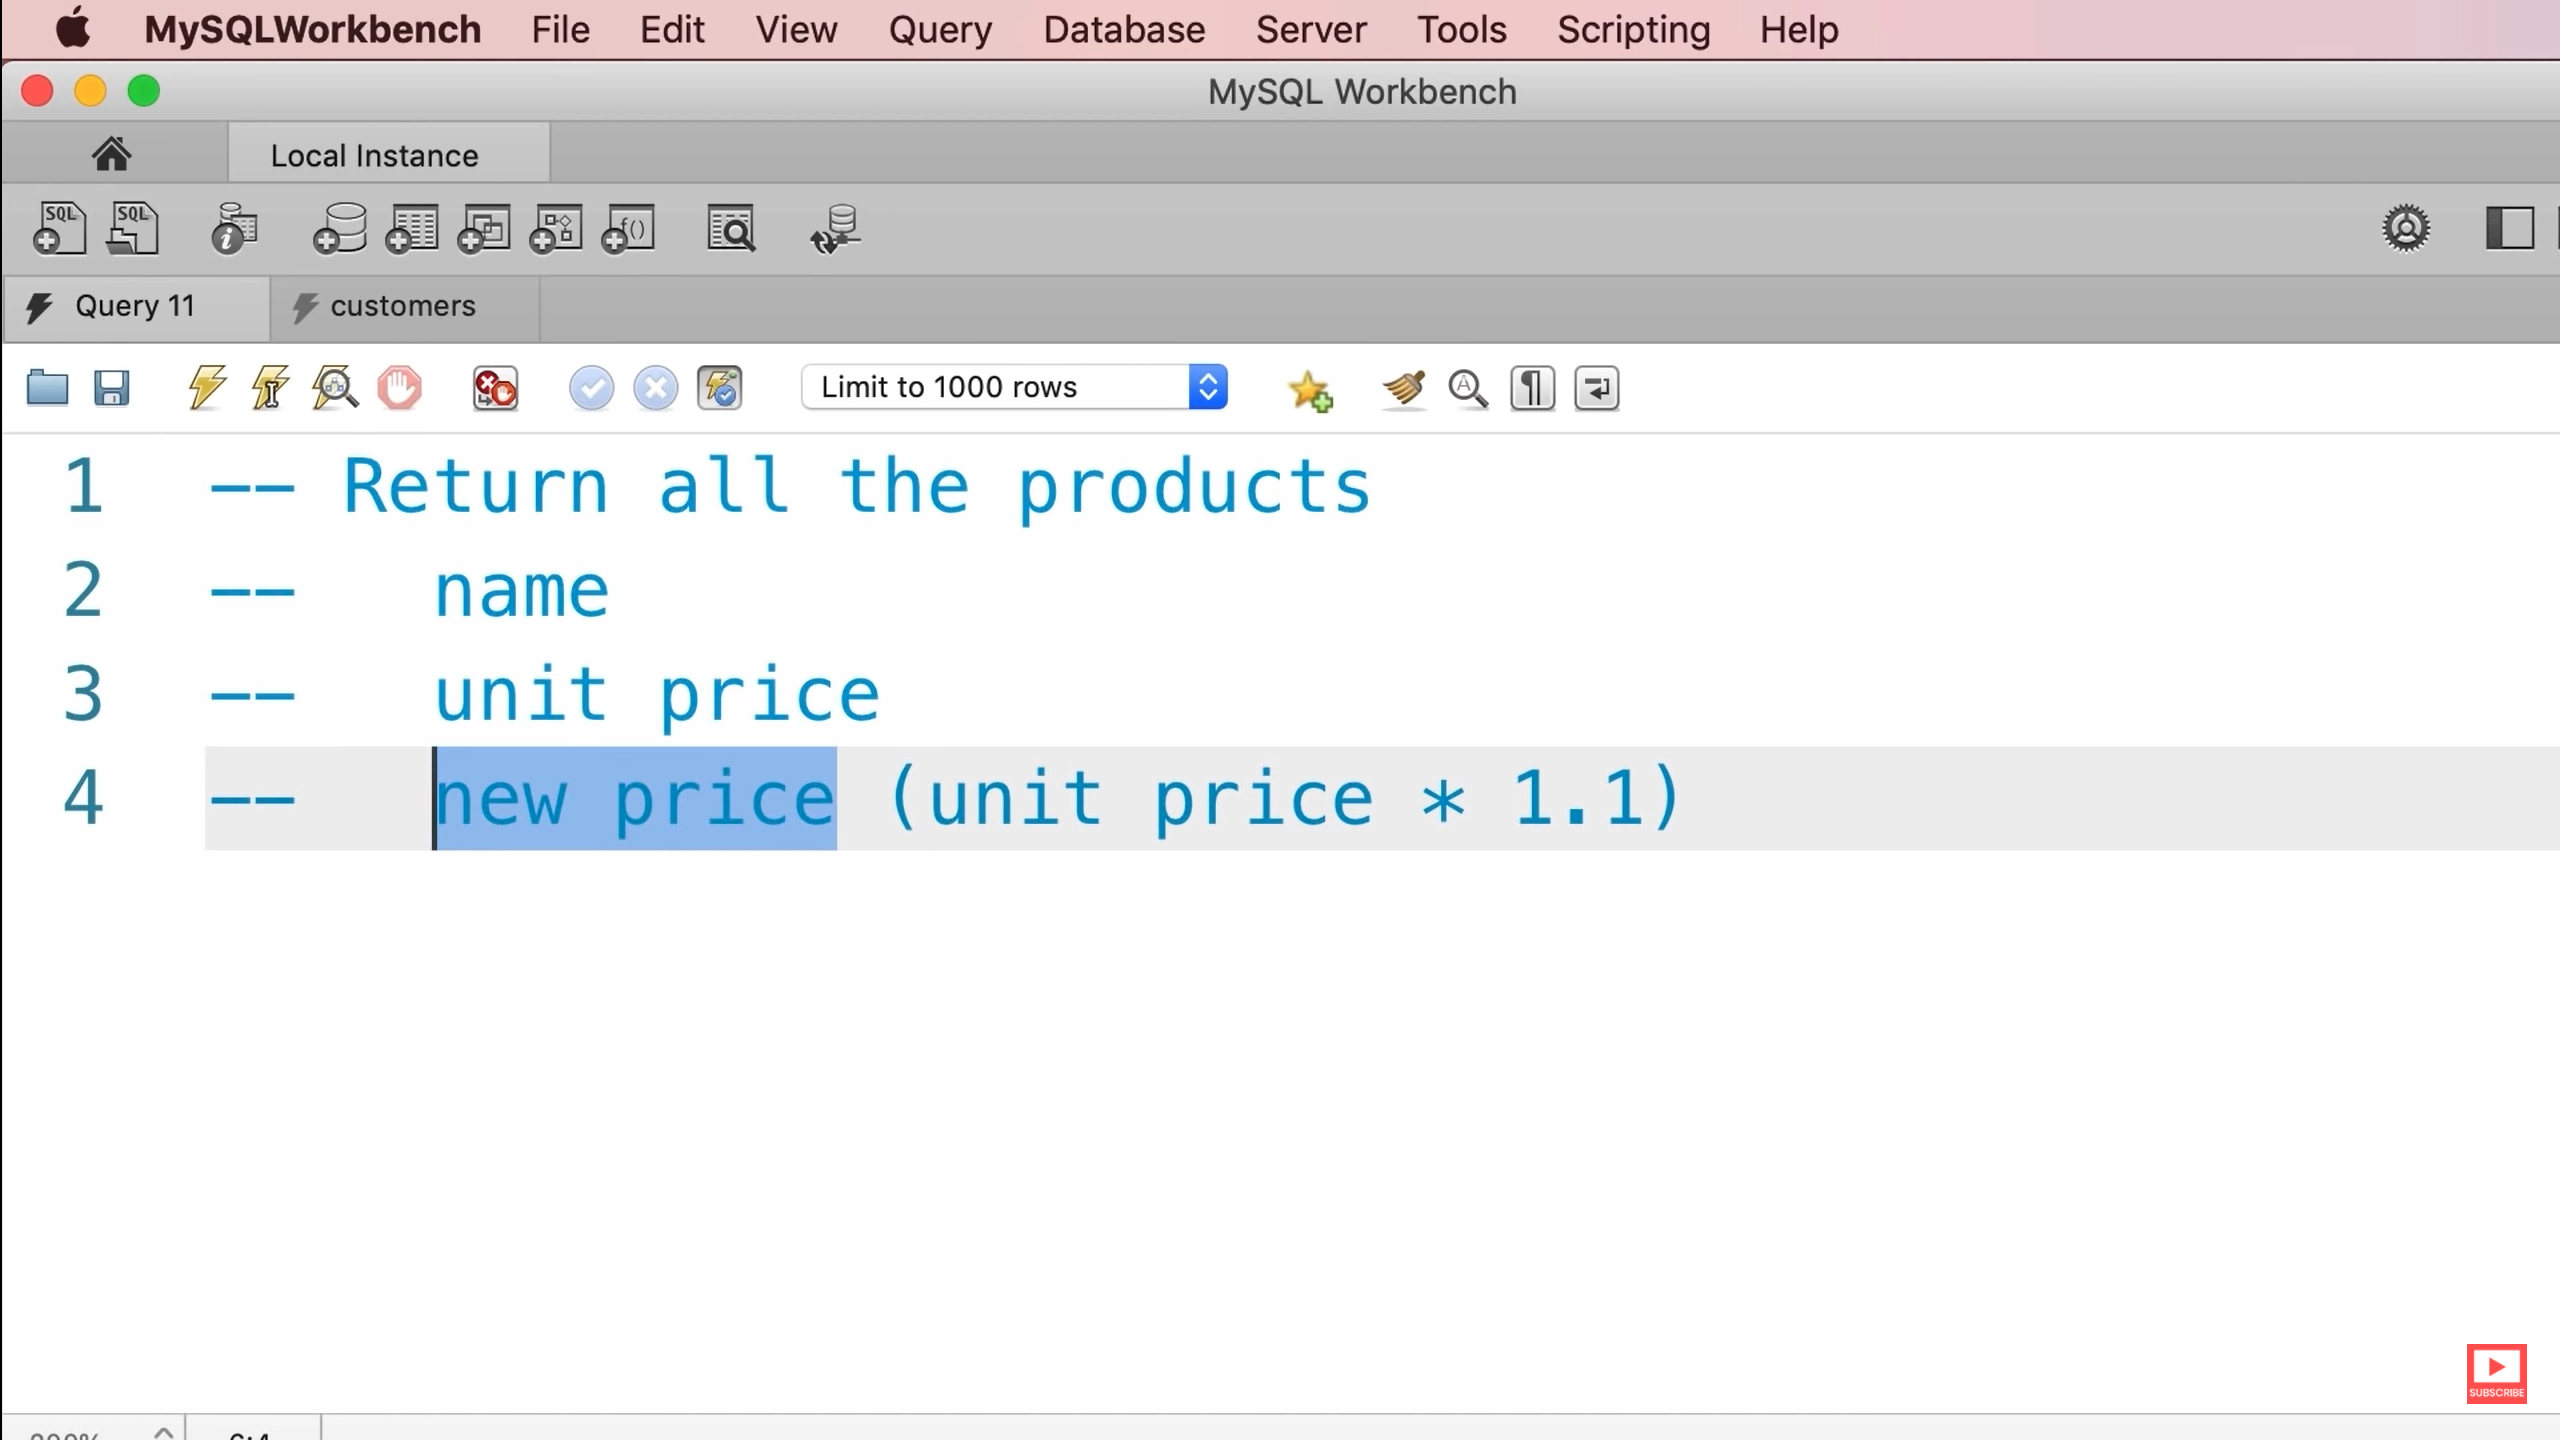 MySQLWorkbench File Edit View Query Database Server Tools Scripting Help
MySQL Workbench
Local Instance
SQL SQL f()
Query 11 customers
Limit to 1000 rows
1 -- Return all the products
2 -- name
3 -- unit price
4 -- new price (unit price * 1.1)
SUBSCRIBE